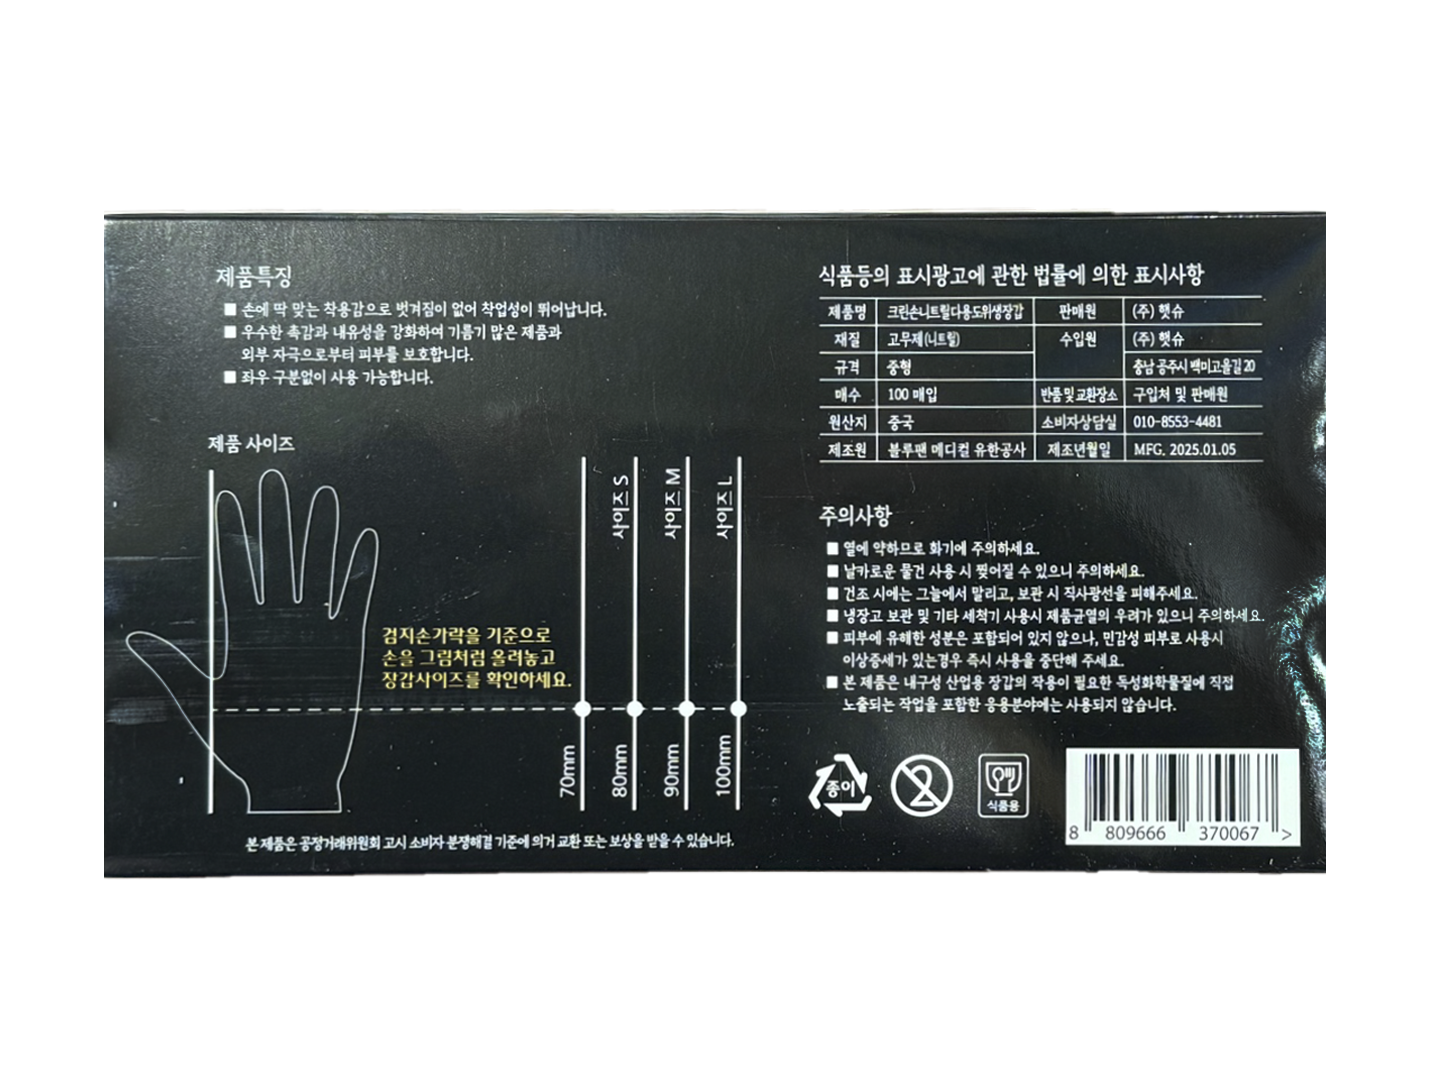 제품특징
■ 손에 딱 맞는 착용감으로 벗겨짐이 없어 착업성이 뛰어납니다.
■ 우수한 촉감과 내유성을 강화하여 기름기 많은 제품과
외부 자극으로부터 피부를 보호합니다.
■ 좌우 구분없이 사용 가능합니다.
제품 사이즈
사이즈 S
사이즈 M
사이즈 L
검지손가락을 기준으로
손을 그림처럼 올려놓고
장갑사이즈를 확인하세요.
70mm
80mm
90mm
100mm
본 제품은 공정거래위원회 고시 소비자 분쟁해결 기준에 의거 교환 또는 보상을 받을 수 있습니다.
식품등의 표시광고에 관한 법률에 의한 표시사항
제품명 크린손니트릴다용도위생장갑 판매원 (주) 햇슈
재질 고무제(니트릴) 수입원 (주) 햇슈
규격 중형 충남 공주시 백미고을길 20
매수 100 매입 반품 및 교환장소 구입처 및 판매원
원산지 중국 소비자상담실 010-8553-4481
제조원 블루팬 메디컬 유한공사 제조년월일 MFG. 2025.01.05
주의사항
■ 열에 약하므로 화기에 주의하세요.
■ 날카로운 물건 사용 시 찢어질 수 있으니 주의하세요.
■ 건조 시에는 그늘에서 말리고, 보관 시 직사광선을 피해주세요.
■ 냉장고 보관 및 기타 세척기 사용시 제품균열의 우려가 있으니 주의하세요.
■ 피부에 유해한 성분은 포함되어 있지 않으나, 민감성 피부로 사용시
이상증세가 있는경우 즉시 사용을 중단해 주세요.
■ 본 제품은 내구성 산업용 장갑의 작용이 필요한 독성화학물질에 직접
노출되는 작업을 포함한 응용분야에는 사용되지 않습니다.
종이
2
식품용
8 809666 370067 >